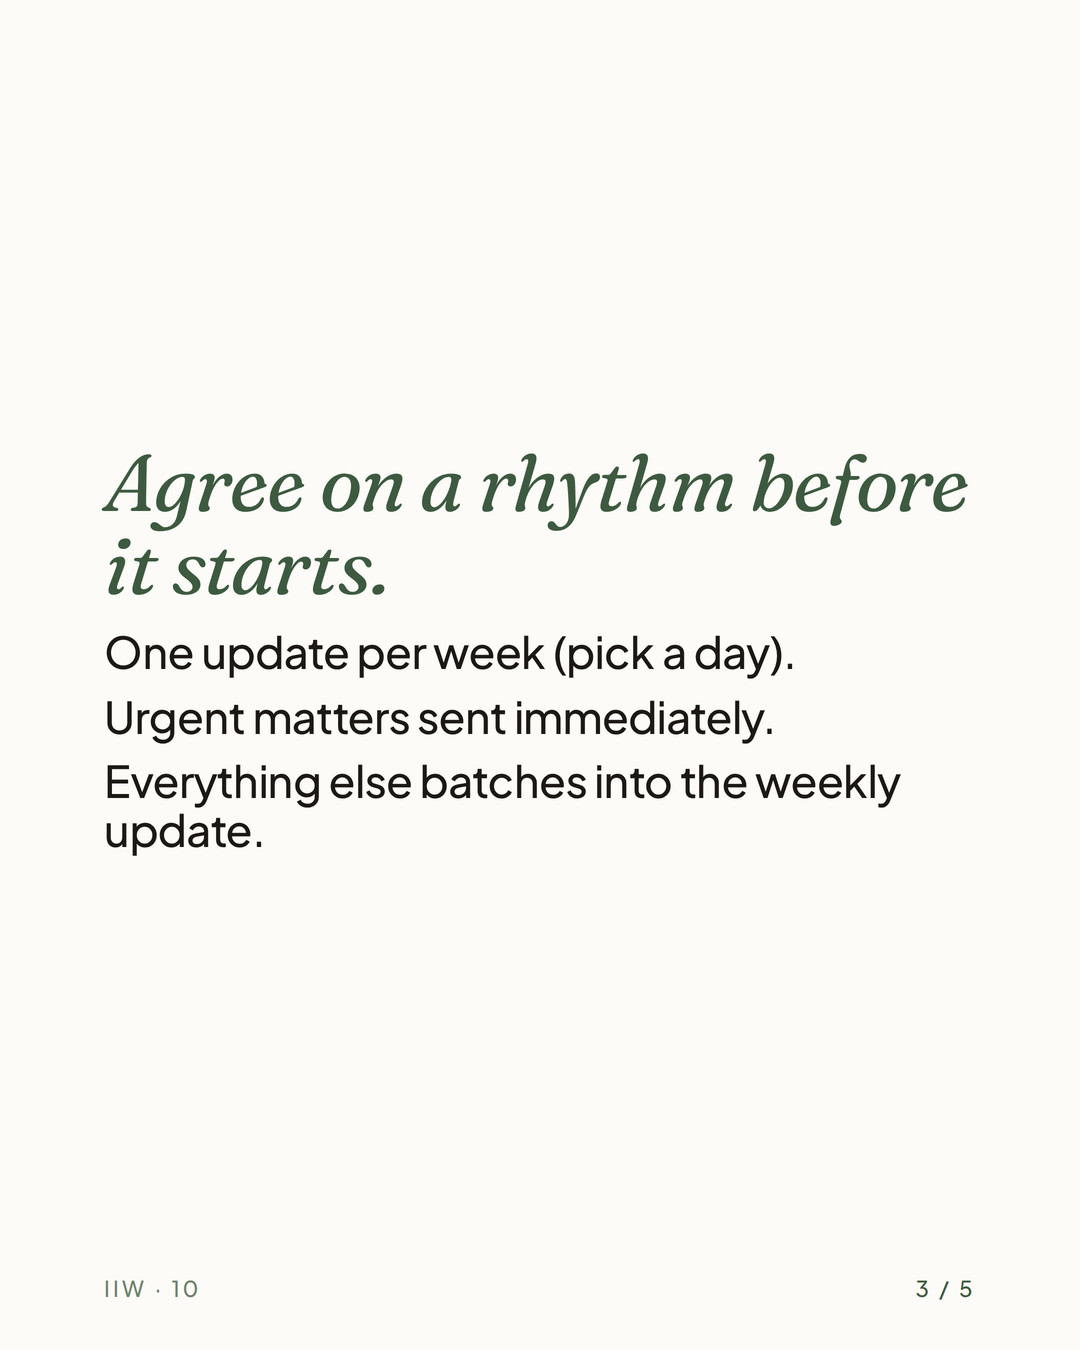 Agree on a rhythm before
it starts.
One update per week (pick a day).
Urgent matters sent immediately.
Everything else batches into the weekly
update.
IIW · 10
3 / 5